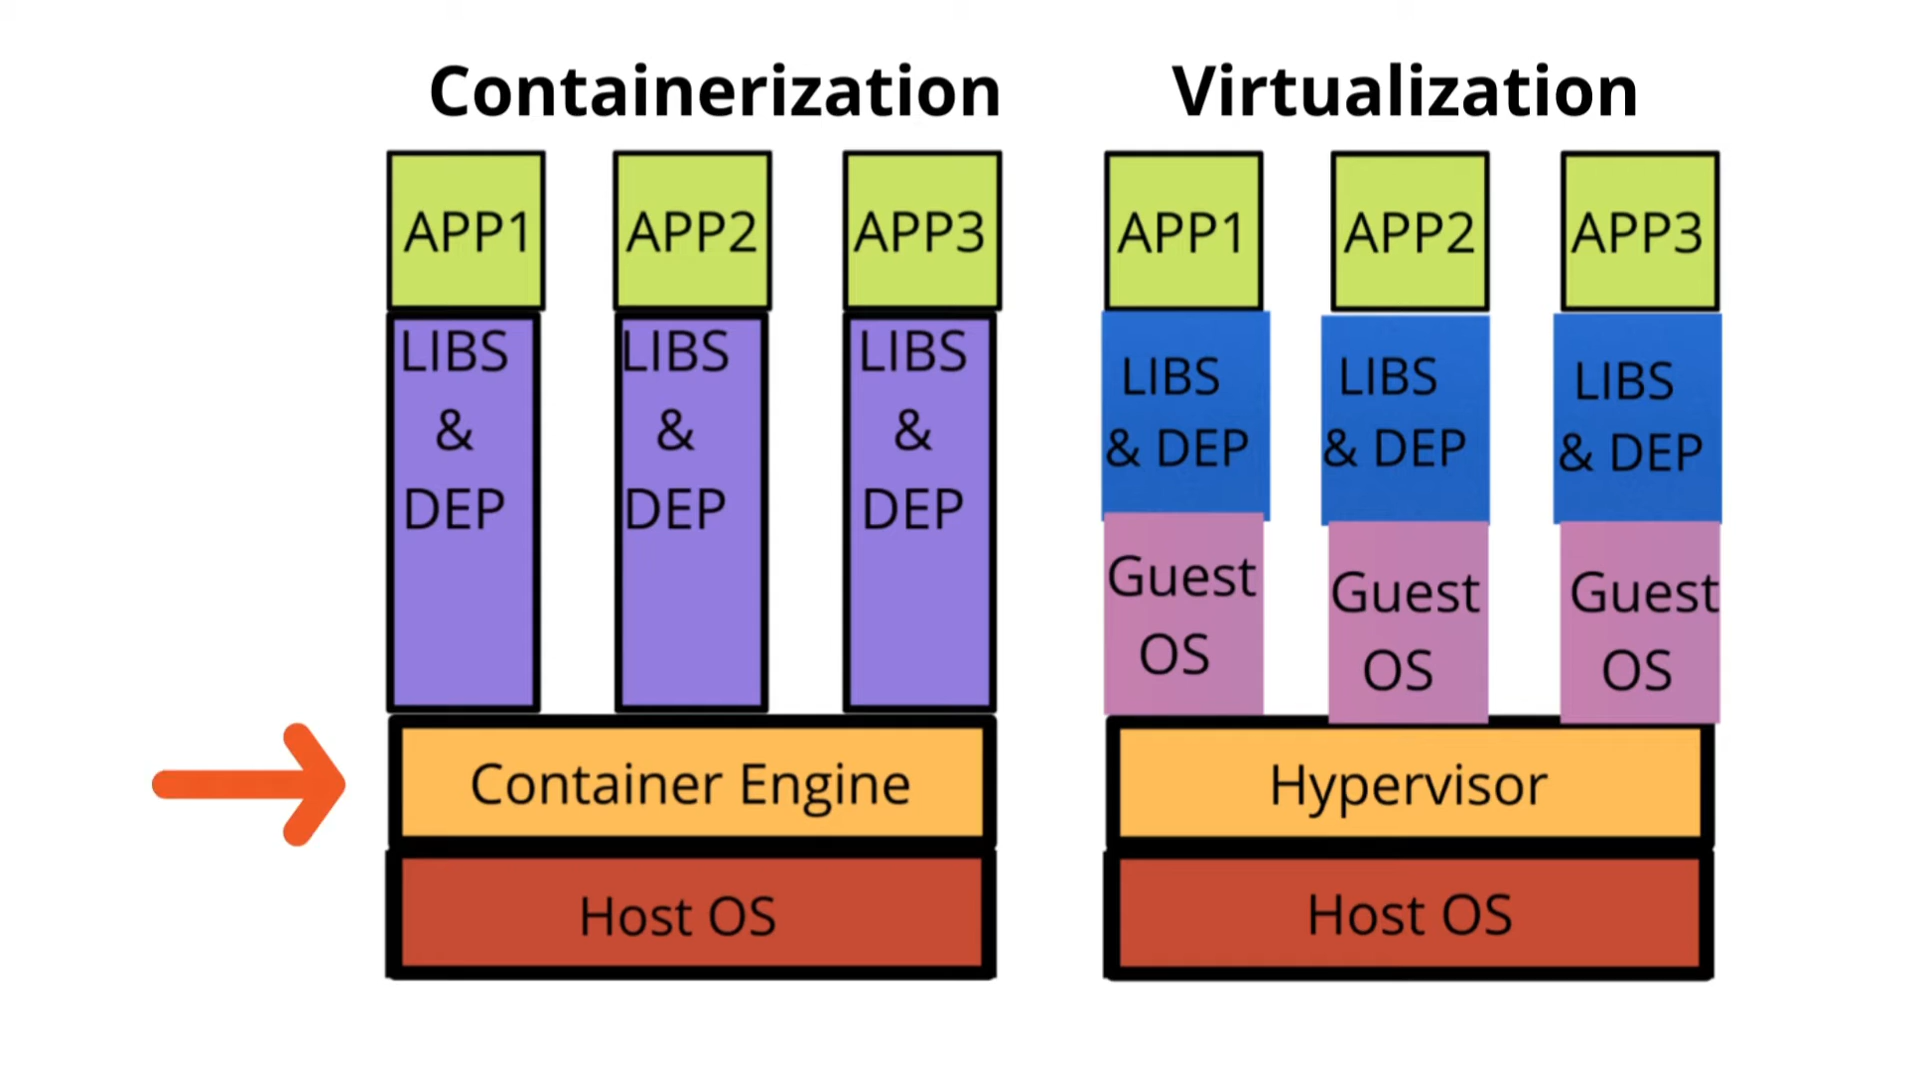 Containerization
APP1
APP2
APP3
LIBS
&
DEP
LIBS
&
DEP
LIBS
&
DEP
Container Engine
Host OS
Virtualization
APP1
APP2
APP3
LIBS
& DEP
LIBS
& DEP
LIBS
& DEP
Guest
OS
Guest
OS
Guest
OS
Hypervisor
Host OS